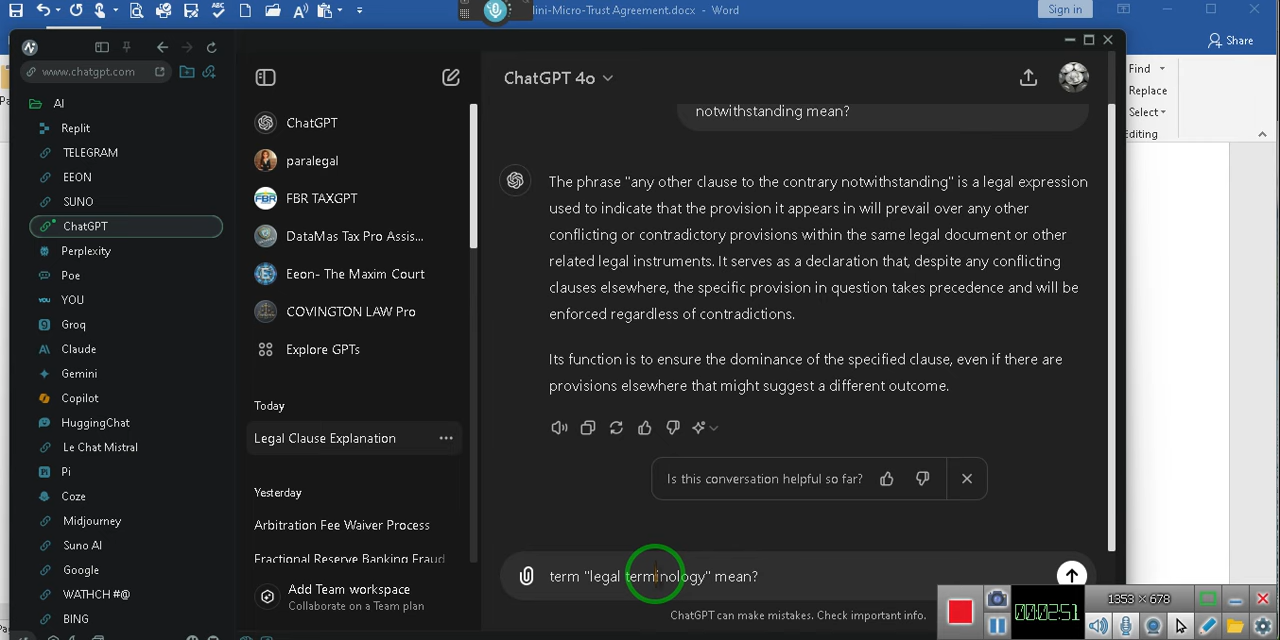 ini-Micro-Trust Agreement.docx - Word
Sign in
Share
Find
Replace
Select
Editing
www.chatgpt.com
AI
Replit
TELEGRAM
EEON
SUNO
ChatGPT
Perplexity
Poe
YOU
Groq
Claude
Gemini
Copilot
HuggingChat
Le Chat Mistral
Pi
Coze
Midjourney
Suno AI
Google
WATHCH #@
BING
ChatGPT
paralegal
FBR TAXGPT
DataMas Tax Pro Assis...
Eeon- The Maxim Court
COVINGTON LAW Pro
Explore GPTs
Today
Legal Clause Explanation
Yesterday
Arbitration Fee Waiver Process
Fractional Reserve Banking Fraud
Add Team workspace
Collaborate on a Team plan
ChatGPT 4o
notwithstanding mean?
The phrase "any other clause to the contrary notwithstanding" is a legal expression
used to indicate that the provision it appears in will prevail over any other
conflicting or contradictory provisions within the same legal document or other
related legal instruments. It serves as a declaration that, despite any conflicting
clauses elsewhere, the specific provision in question takes precedence and will be
enforced regardless of contradictions.
Its function is to ensure the dominance of the specified clause, even if there are
provisions elsewhere that might suggest a different outcome.
Is this conversation helpful so far?
term "legal terminology" mean?
ChatGPT can make mistakes. Check important info.
1353 × 678
00:02:51